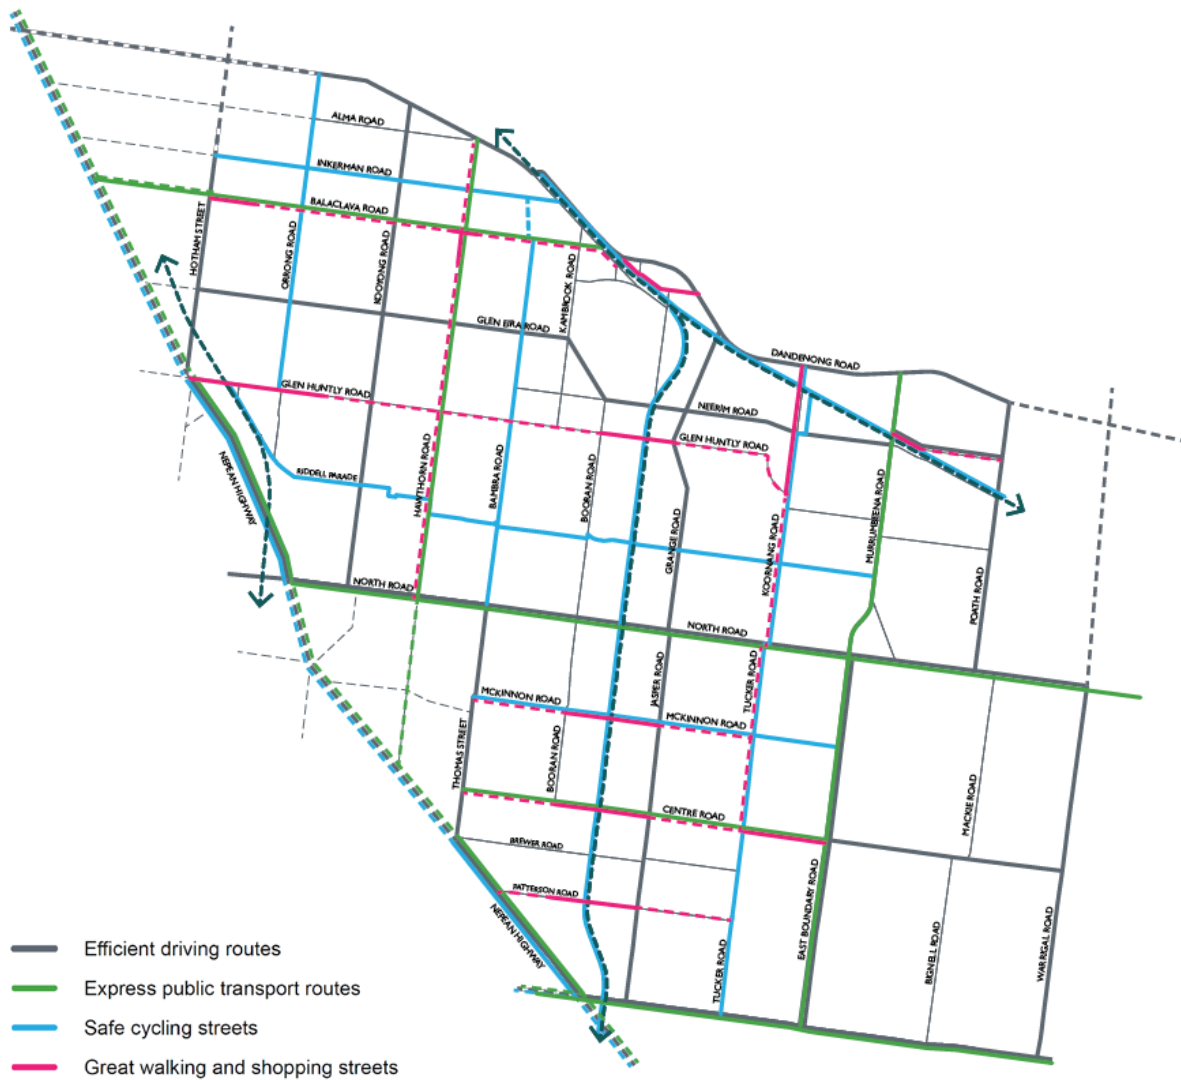 ALMA ROAD
INKERMAN ROAD
BALACLAVA ROAD
HOTHAM STREET
ORRONG ROAD
KOOYONG ROAD
KAMBROOK ROAD
GLEN EIRA ROAD
DANDENONG ROAD
GLEN HUNTLY ROAD
NEERIM ROAD
GLEN HUNTLY ROAD
NEPEAN HIGHWAY
RIDDELL PARADE
HAWTHORN ROAD
BAMBRA ROAD
BOORAN ROAD
GRANGE ROAD
KOORNANG ROAD
MURRUMBEENA ROAD
POATH ROAD
NORTH ROAD
NORTH ROAD
MCKINNON ROAD
JASPER ROAD
TUCKER ROAD
MCKINNON ROAD
THOMAS STREET
BOORAN ROAD
MACKIE ROAD
CENTRE ROAD
BREWER ROAD
PATTERSON ROAD
NEPEAN HIGHWAY
EAST BOUNDARY ROAD
TUCKER ROAD
BIGNELL ROAD
WARRIGAL ROAD
Efficient driving routes
Express public transport routes
Safe cycling streets
Great walking and shopping streets